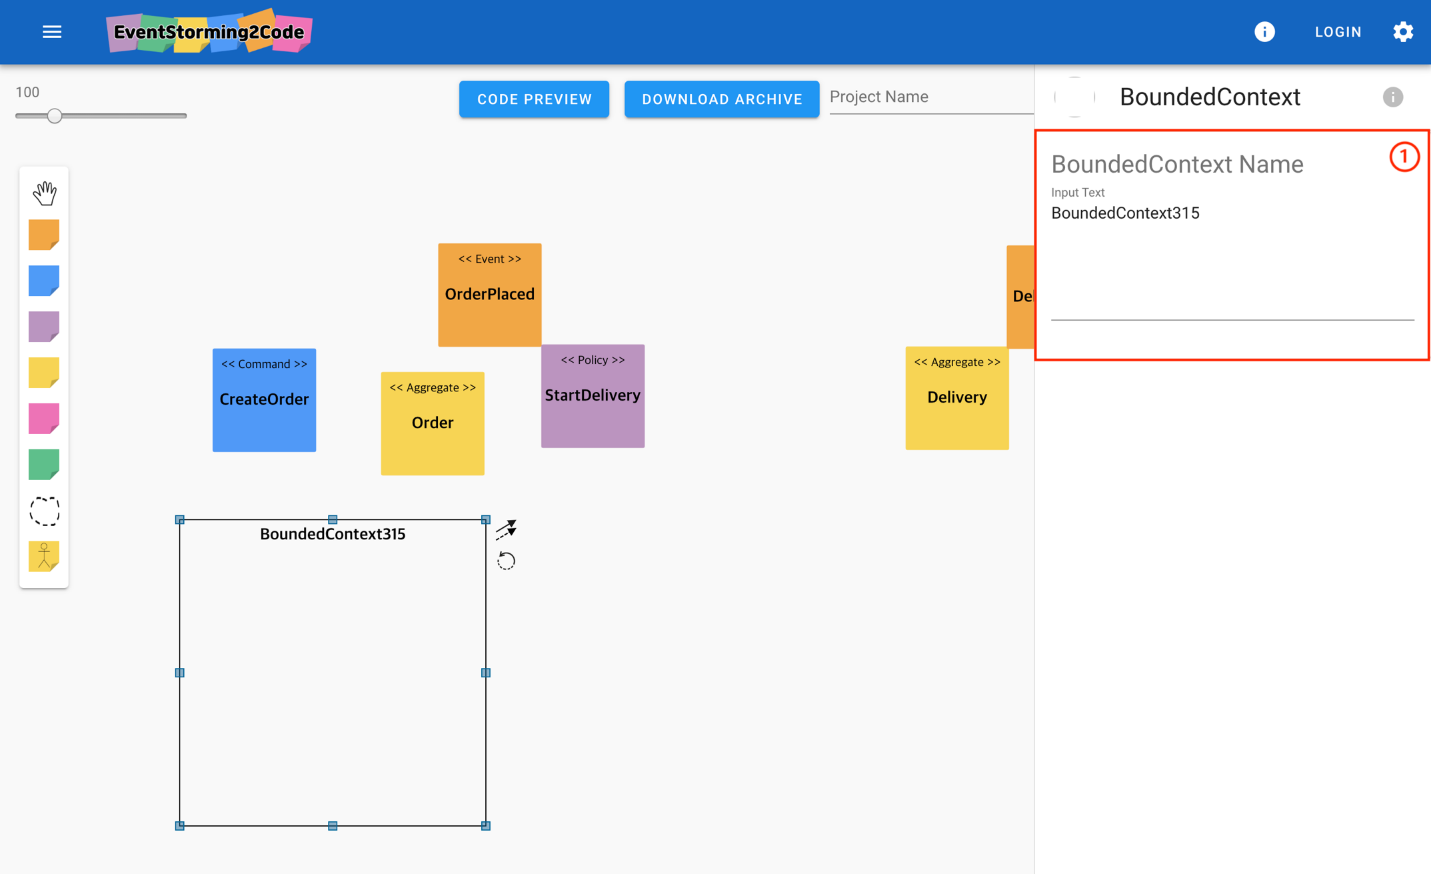 EventStorming2Code
LOGIN
100
CODE PREVIEW
DOWNLOAD ARCHIVE
Project Name
BoundedContext
1
BoundedContext Name
Input Text
BoundedContext315
<< Event >>
OrderPlaced
De
<< Command >>
CreateOrder
<< Aggregate >>
Order
<< Policy >>
StartDelivery
<< Aggregate >>
Delivery
BoundedContext315